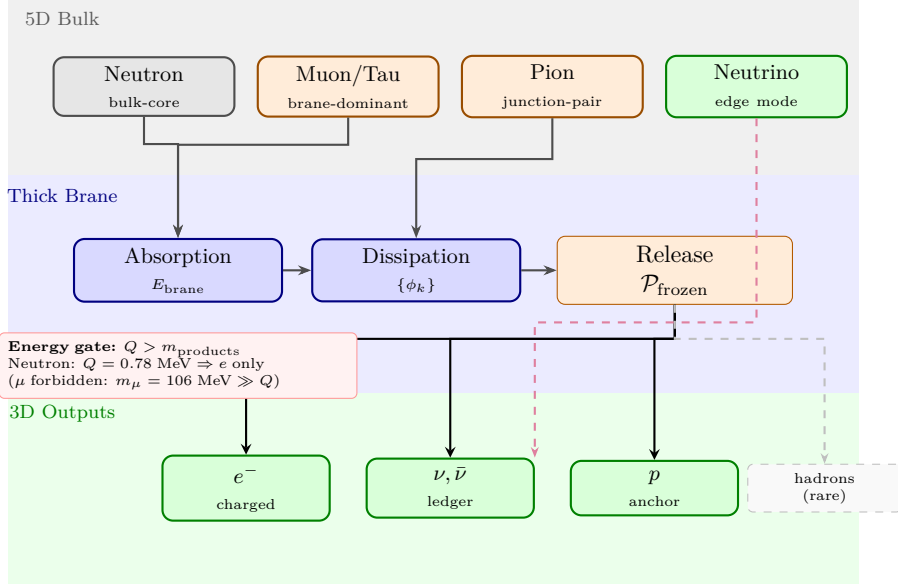 5D Bulk
Neutron
bulk-core
Muon/Tau
brane-dominant
Pion
junction-pair
Neutrino
edge mode
Thick Brane
Absorption
E_brane
Dissipation
{ϕ_k}
Release
𝒫_frozen
Energy gate: Q > m_products
Neutron: Q = 0.78 MeV ⇒ e only
(μ forbidden: m_μ = 106 MeV ≫ Q)
3D Outputs
e⁻
charged
ν, ν̄
ledger
p
anchor
hadrons
(rare)